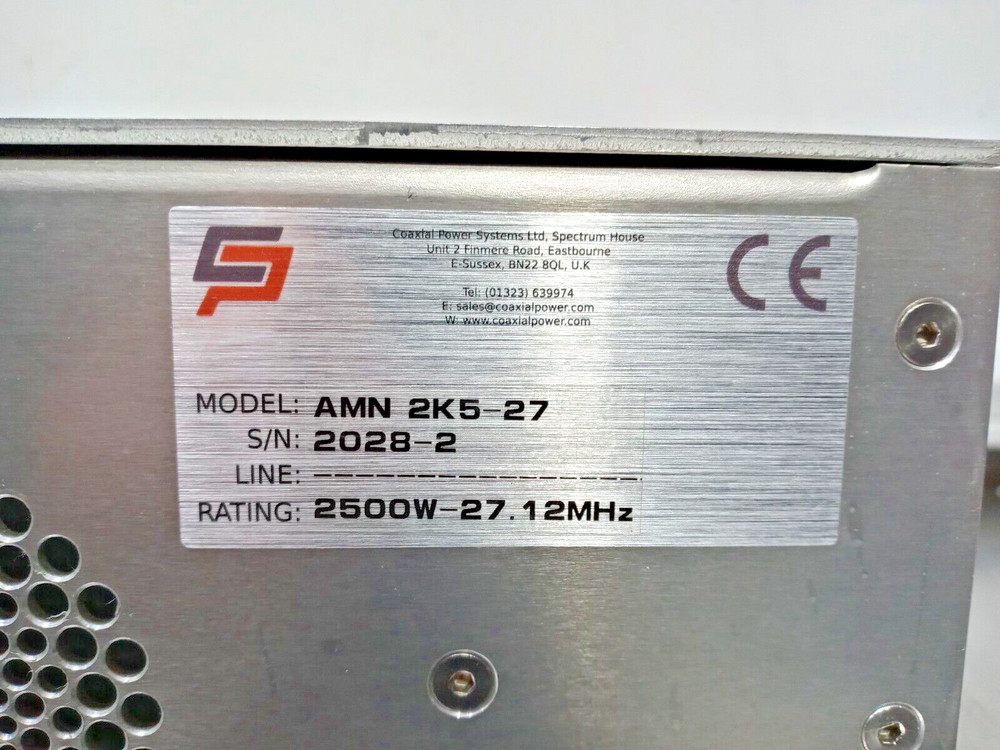 CP
Coaxial Power Systems Ltd, Spectrum House
Unit 2 Finmere Road, Eastbourne
E-Sussex, BN22 8QL, U.K
Tel: (01323) 639974
E: sales@coaxialpower.com
W: www.coaxialpower.com
CE
MODEL: AMN 2K5-27
S/N: 2028-2
LINE: ----------------
RATING: 2500W-27.12MHz